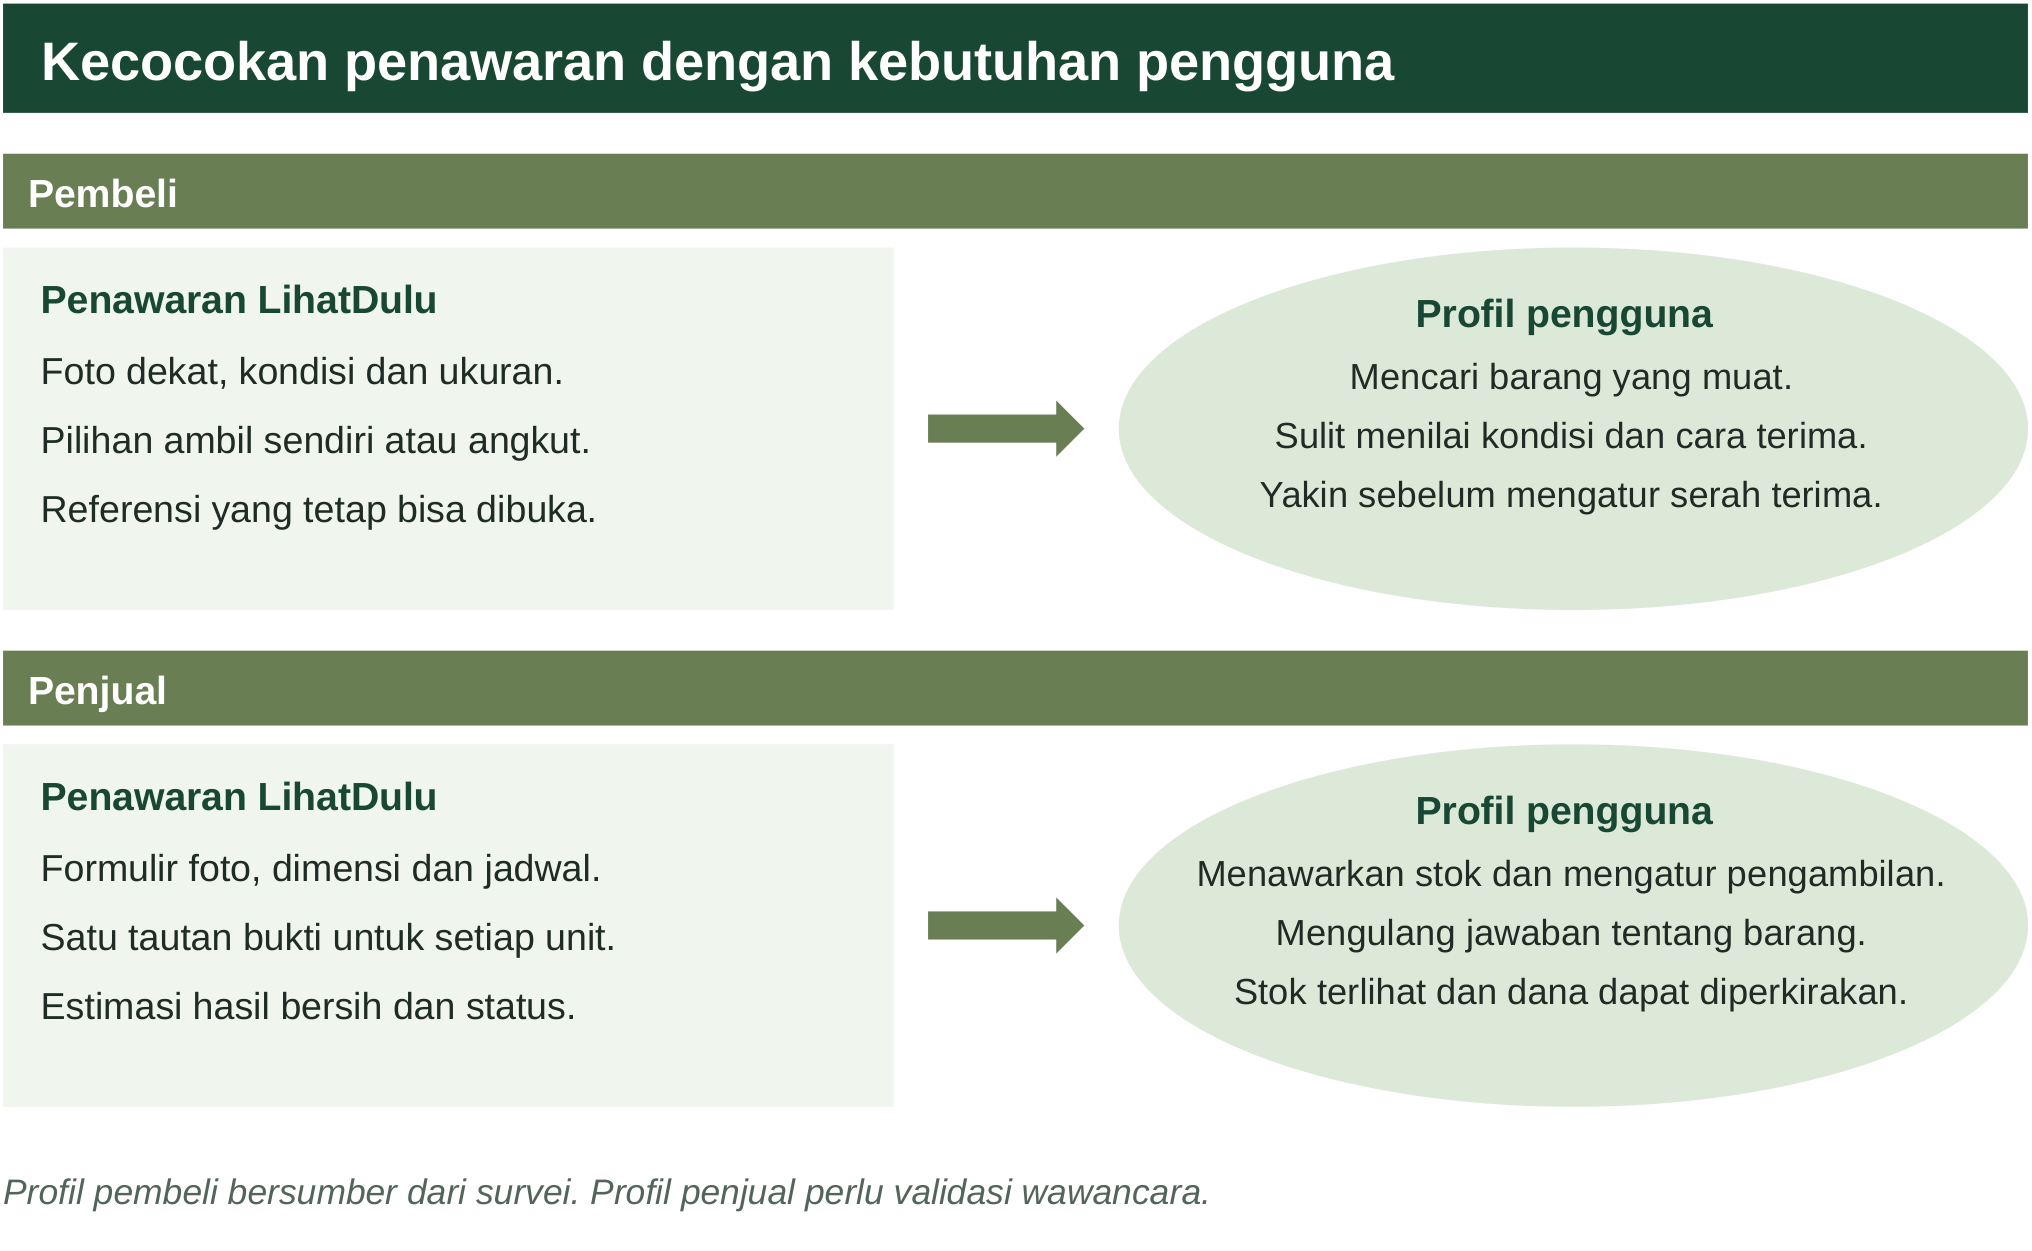 Kecocokan penawaran dengan kebutuhan pengguna
Pembeli
Penawaran LihatDulu
Foto dekat, kondisi dan ukuran.
Pilihan ambil sendiri atau angkut.
Referensi yang tetap bisa dibuka.
Profil pengguna
Mencari barang yang muat.
Sulit menilai kondisi dan cara terima.
Yakin sebelum mengatur serah terima.
Penjual
Penawaran LihatDulu
Formulir foto, dimensi dan jadwal.
Satu tautan bukti untuk setiap unit.
Estimasi hasil bersih dan status.
Profil pengguna
Menawarkan stok dan mengatur pengambilan.
Mengulang jawaban tentang barang.
Stok terlihat dan dana dapat diperkirakan.
Profil pembeli bersumber dari survei. Profil penjual perlu validasi wawancara.